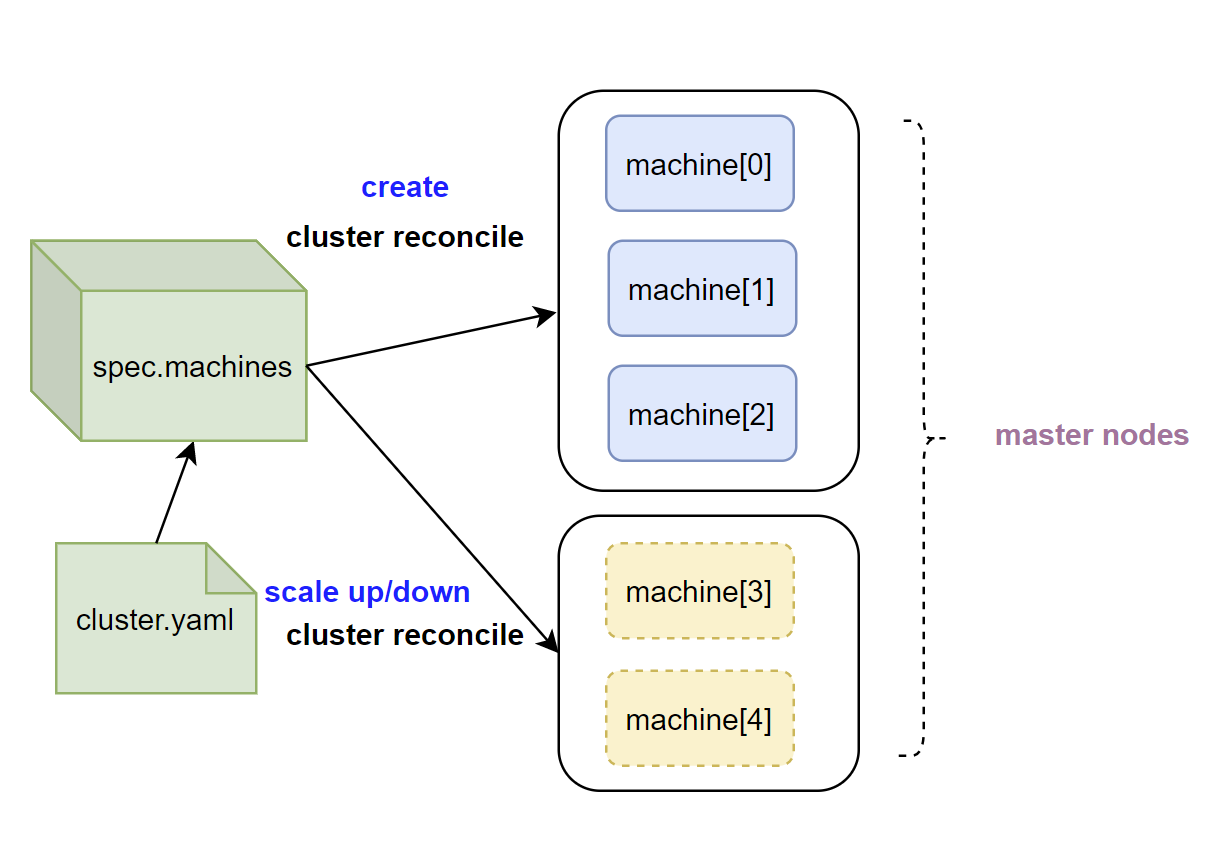 create
cluster reconcile
spec.machines
cluster.yaml
scale up/down
cluster reconcile
machine[0]
machine[1]
machine[2]
machine[3]
machine[4]
master nodes